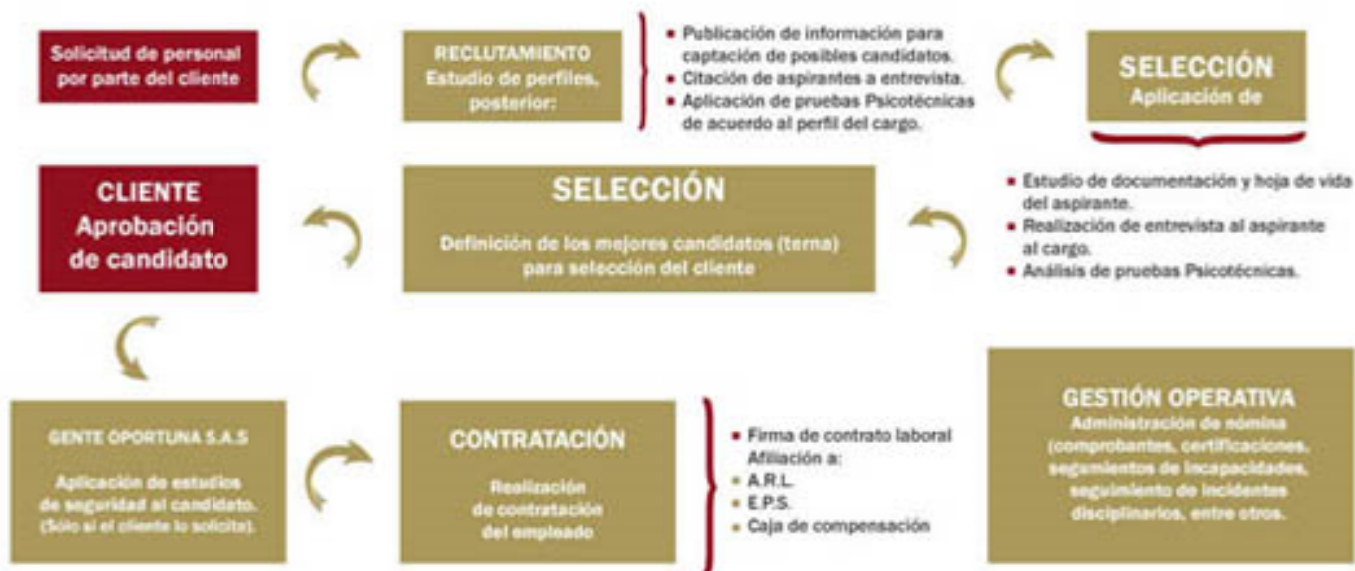 Solicitud de personal
por parte del cliente
RECLUTAMIENTO
Estudio de perfiles,
posterior:
Publicación de información para
captación de posibles candidatos.
Citación de aspirantes a entrevista.
Aplicación de pruebas Psicotécnicas
de acuerdo al perfil del cargo.
SELECCIÓN
Aplicación de
Estudio de documentación y hoja de vida
del aspirante.
Realización de entrevista al aspirante
al cargo.
Análisis de pruebas Psicotécnicas.
SELECCIÓN
Definición de los mejores candidatos (terna)
para selección del cliente
CLIENTE
Aprobación
de candidato
GENTE OPORTUNA S.A.S
Aplicación de estudios
de seguridad al candidato.
(Sólo si el cliente lo solicita).
CONTRATACIÓN
Realización
de contratación
del empleado
Firma de contrato laboral
Afiliación a:
A.R.L.
E.P.S.
Caja de compensación
GESTIÓN OPERATIVA
Administración de nómina
(comprobantes, certificaciones,
seguimientos de incapacidades,
seguimiento de incidentes
disciplinarios, entre otros.